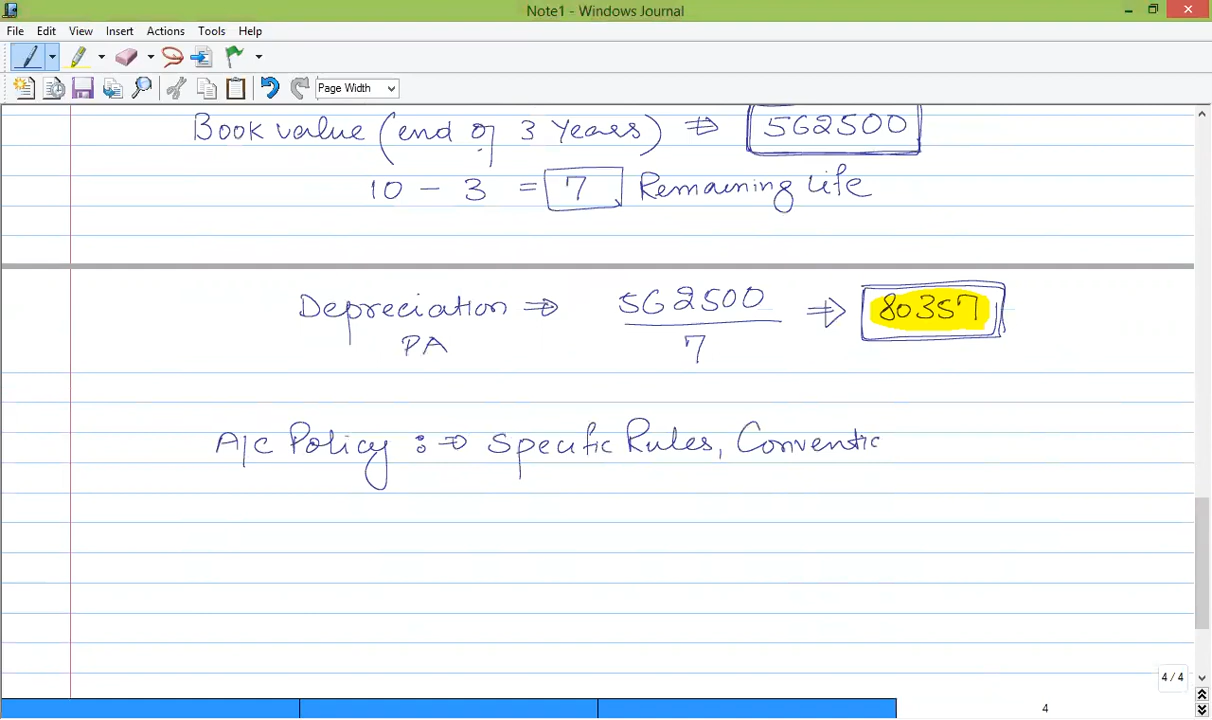 Note1 - Windows Journal
File Edit View Insert Actions Tools Help
Page Width
Book value (end of 3 Years) ⇒ 562500
10 - 3 = 7 Remaining Life
Depreciation ⇒ 562500 ⇒ 80357
PA 7
A/c Policy :⇒ Specific Rules, Conventic
4 / 4
4